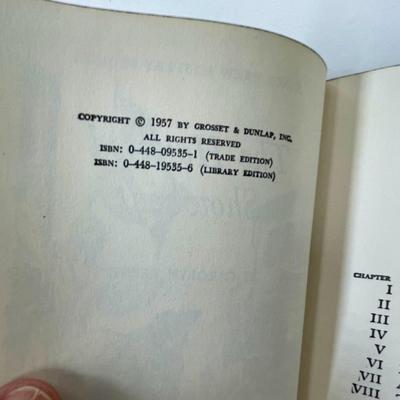 COPYRIGHT © 1957 BY GROSSET & DUNLAP, INC.
ALL RIGHTS RESERVED
ISBN: 0-448-09535-1 (TRADE EDITION)
ISBN: 0-448-19535-6 (LIBRARY EDITION)
CHAPTER
I
II
III
IV
V
VI
VII
VIII